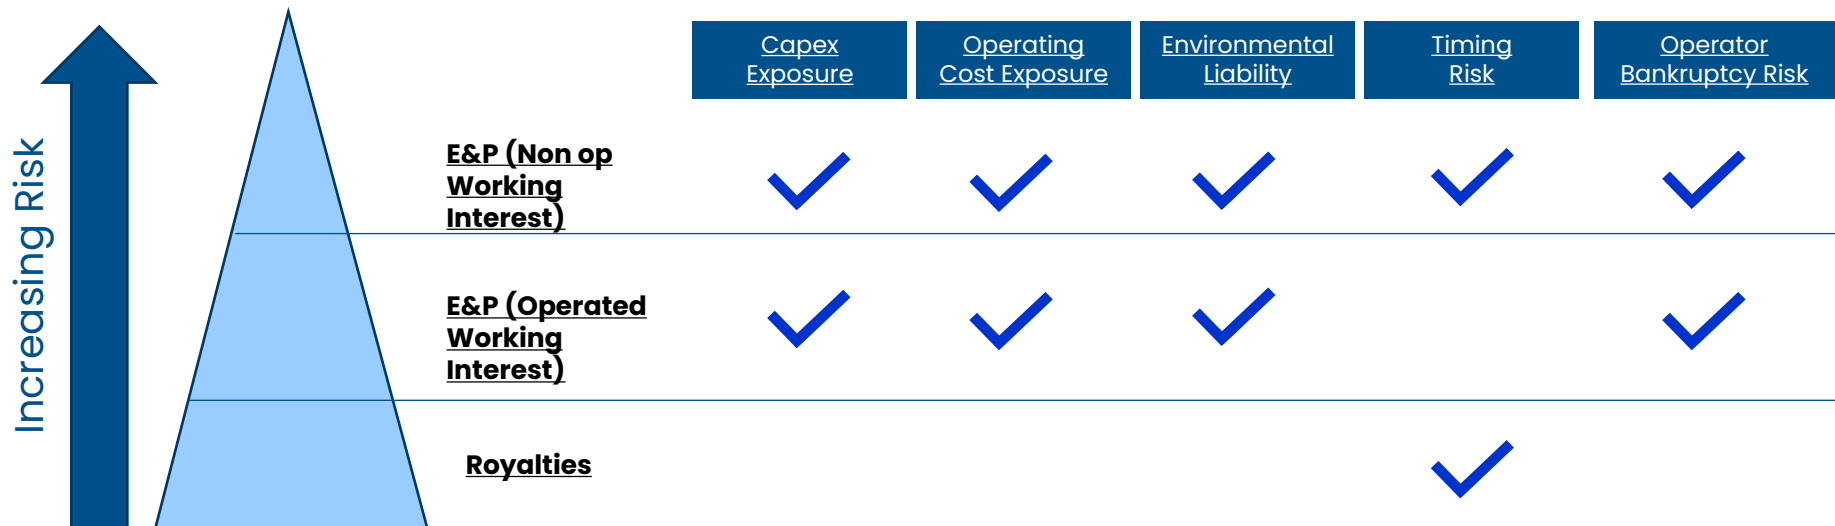 Increasing Risk
Capex
Exposure
Operating
Cost Exposure
Environmental
Liability
Timing
Risk
Operator
Bankruptcy Risk
E&P (Non op
Working
Interest)
E&P (Operated
Working
Interest)
Royalties